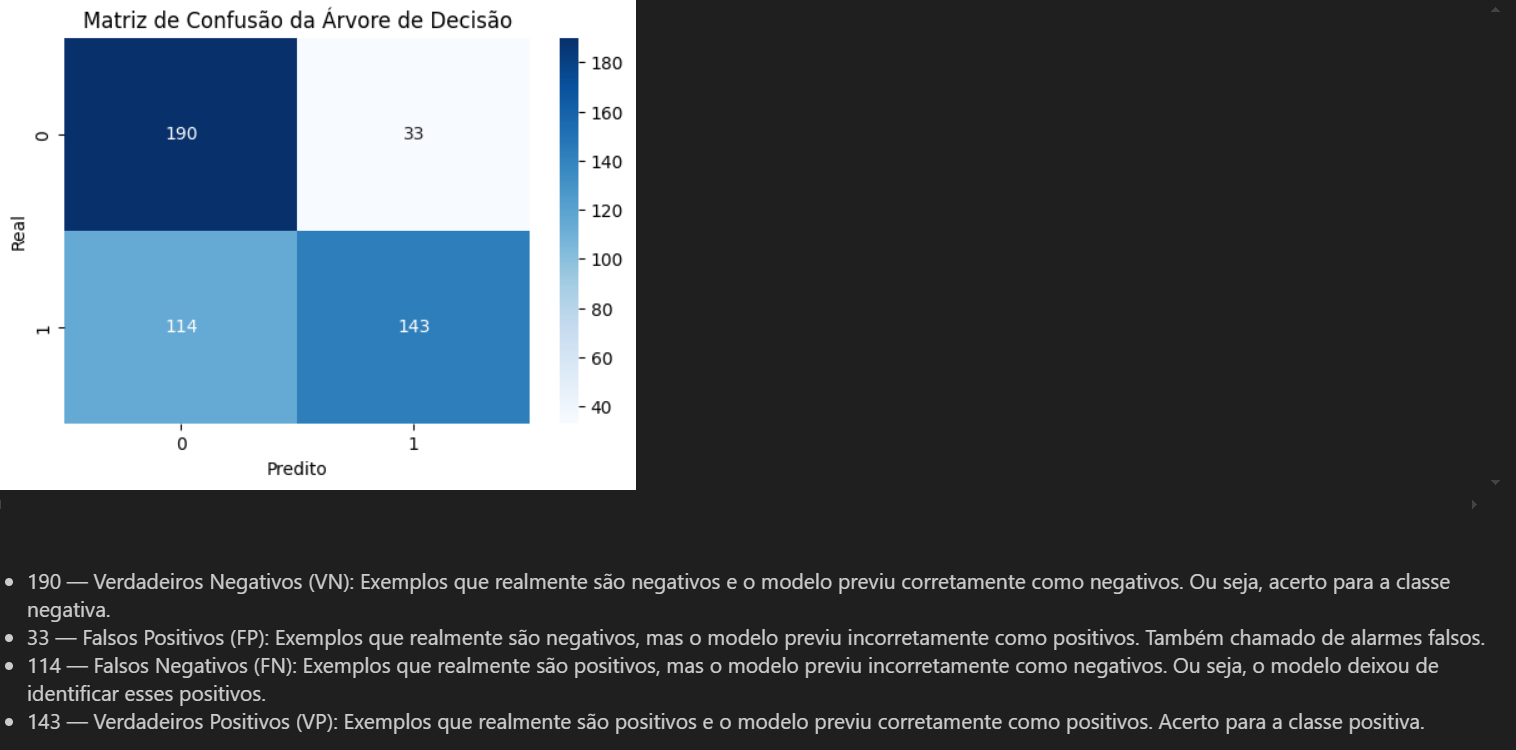 Matriz de Confusão da Árvore de Decisão
180
160
140
120
100
80
60
40
Real
0
190
33
1
114
143
0
1
Predito
• 190 — Verdadeiros Negativos (VN): Exemplos que realmente são negativos e o modelo previu corretamente como negativos. Ou seja, acerto para a classe
negativa.
• 33 — Falsos Positivos (FP): Exemplos que realmente são negativos, mas o modelo previu incorretamente como positivos. Também chamado de alarmes falsos.
• 114 — Falsos Negativos (FN): Exemplos que realmente são positivos, mas o modelo previu incorretamente como negativos. Ou seja, o modelo deixou de
identificar esses positivos.
• 143 — Verdadeiros Positivos (VP): Exemplos que realmente são positivos e o modelo previu corretamente como positivos. Acerto para a classe positiva.